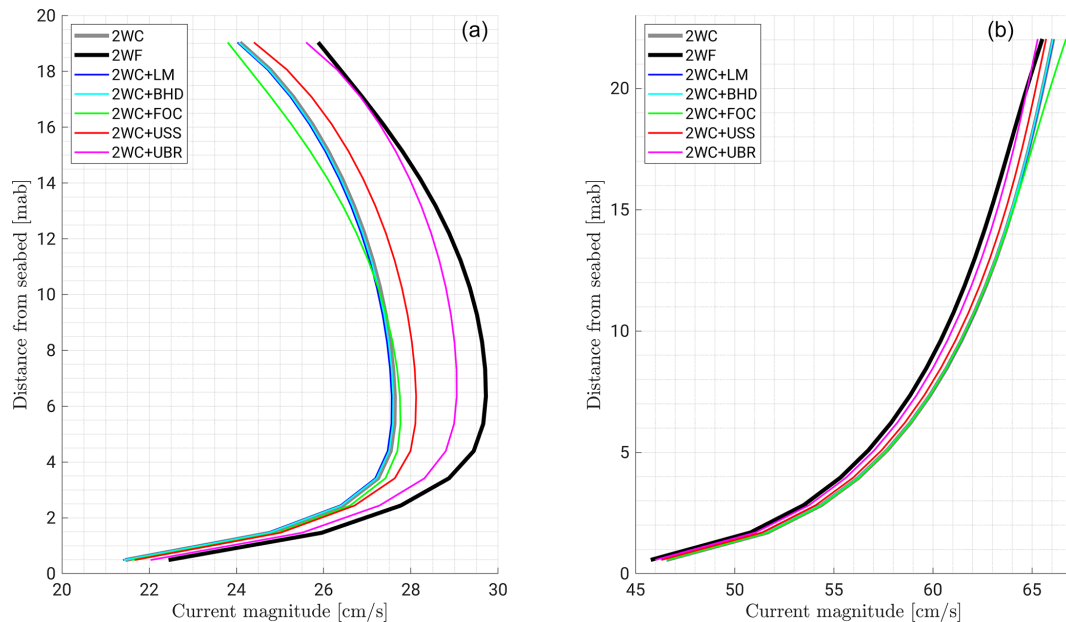 (a)
2WC
2WF
2WC+LM
2WC+BHD
2WC+FOC
2WC+USS
2WC+UBR
Distance from seabed [mab]
20
18
16
14
12
10
8
6
4
2
0
20
22
24
26
28
30
Current magnitude [cm/s]
(b)
2WC
2WF
2WC+LM
2WC+BHD
2WC+FOC
2WC+USS
2WC+UBR
Distance from seabed [mab]
20
15
10
5
0
45
50
55
60
65
Current magnitude [cm/s]